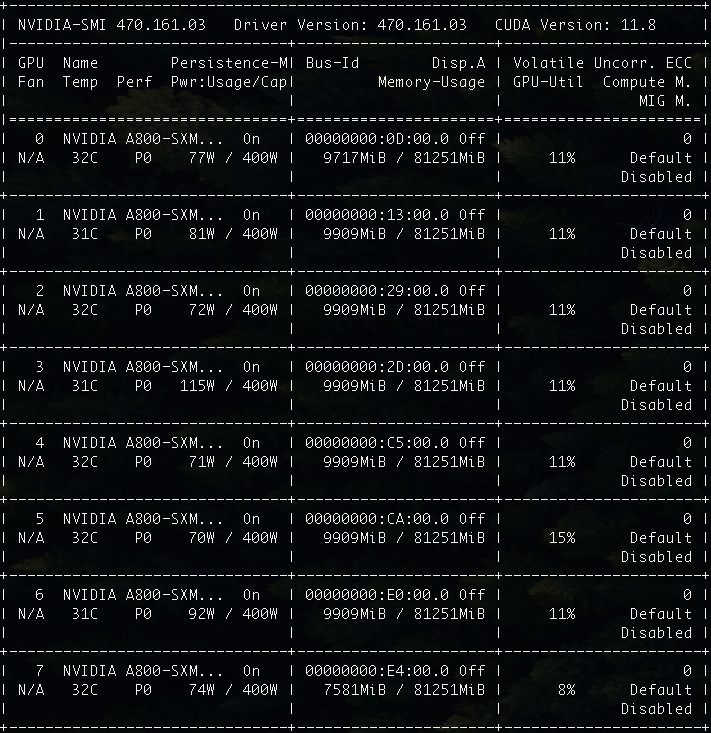 NVIDIA-SMI 470.161.03   Driver Version: 470.161.03   CUDA Version: 11.8
GPU  Name        Persistence-M| Bus-Id        Disp.A | Volatile Uncorr. ECC
Fan  Temp  Perf  Pwr:Usage/Cap|         Memory-Usage | GPU-Util  Compute M.
MIG M.
0  NVIDIA A800-SXM...  On   | 00000000:0D:00.0 Off |                    0
N/A   32C    P0    77W / 400W |   9717MiB / 81251MiB |     11%      Default
Disabled
1  NVIDIA A800-SXM...  On   | 00000000:13:00.0 Off |                    0
N/A   31C    P0    81W / 400W |   9909MiB / 81251MiB |     11%      Default
Disabled
2  NVIDIA A800-SXM...  On   | 00000000:29:00.0 Off |                    0
N/A   32C    P0    72W / 400W |   9909MiB / 81251MiB |     11%      Default
Disabled
3  NVIDIA A800-SXM...  On   | 00000000:2D:00.0 Off |                    0
N/A   31C    P0   115W / 400W |   9909MiB / 81251MiB |     11%      Default
Disabled
4  NVIDIA A800-SXM...  On   | 00000000:C5:00.0 Off |                    0
N/A   32C    P0    71W / 400W |   9909MiB / 81251MiB |     11%      Default
Disabled
5  NVIDIA A800-SXM...  On   | 00000000:CA:00.0 Off |                    0
N/A   32C    P0    70W / 400W |   9909MiB / 81251MiB |     15%      Default
Disabled
6  NVIDIA A800-SXM...  On   | 00000000:E0:00.0 Off |                    0
N/A   31C    P0    92W / 400W |   9909MiB / 81251MiB |     11%      Default
Disabled
7  NVIDIA A800-SXM...  On   | 00000000:E4:00.0 Off |                    0
N/A   32C    P0    74W / 400W |   7581MiB / 81251MiB |      8%      Default
Disabled